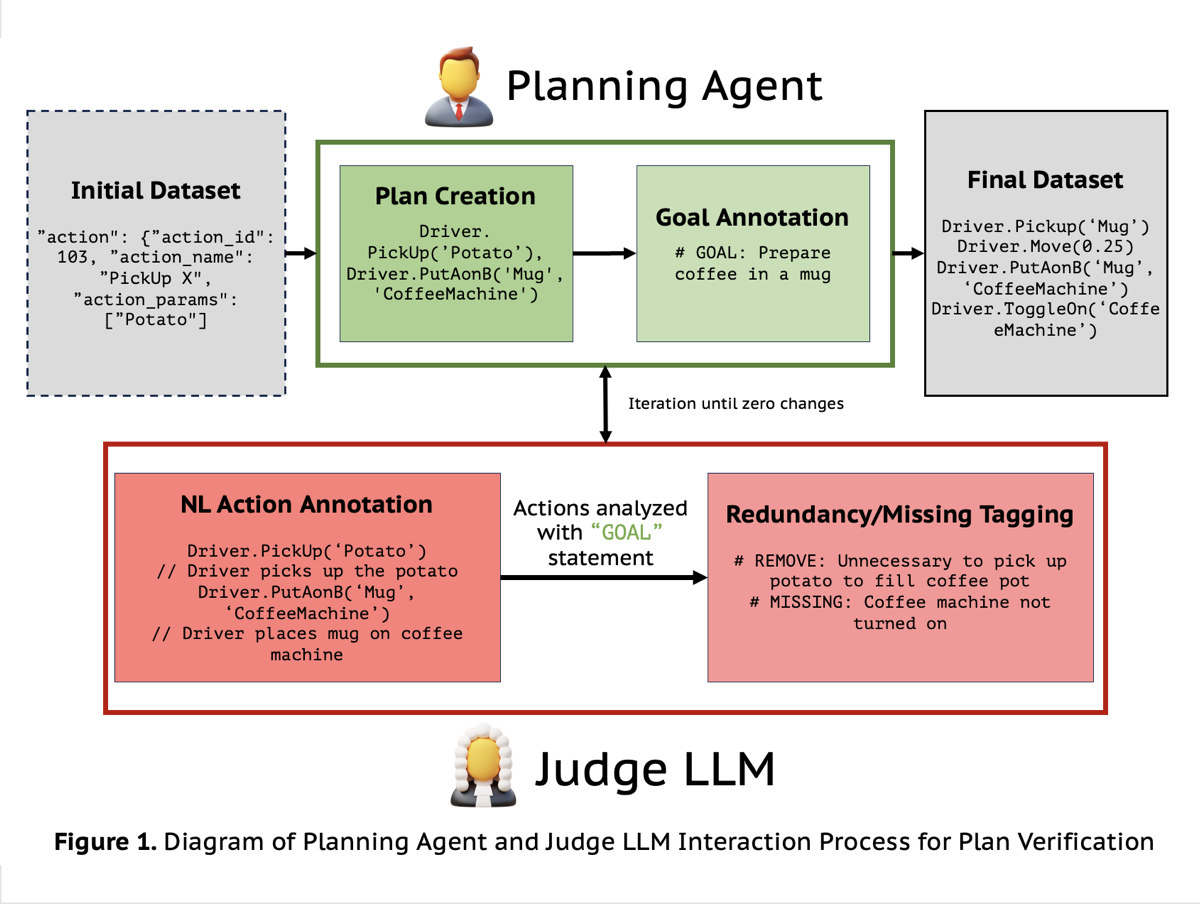 Planning Agent
Initial Dataset
”action": {”action_id":
103, ”action_name":
”PickUp X",
”action_params":
[”Potato"]
Plan Creation
Driver.
PickUp(’Potato’),
Driver.PutAonB('Mug',
'CoffeeMachine')
Goal Annotation
# GOAL: Prepare
coffee in a mug
Final Dataset
Driver.Pickup(‘Mug’)
Driver.Move(0.25)
Driver.PutAonB(‘Mug’,
‘CoffeeMachine’)
Driver.ToggleOn(‘Coffe
eMachine’)
Iteration until zero changes
NL Action Annotation
Driver.PickUp(‘Potato’)
// Driver picks up the potato
Driver.PutAonB(‘Mug’,
‘CoffeeMachine’)
// Driver places mug on coffee
machine
Actions analyzed
with “GOAL”
statement
Redundancy/Missing Tagging
# REMOVE: Unnecessary to pick up
potato to fill coffee pot
# MISSING: Coffee machine not
turned on
Judge LLM
Figure 1. Diagram of Planning Agent and Judge LLM Interaction Process for Plan Verification